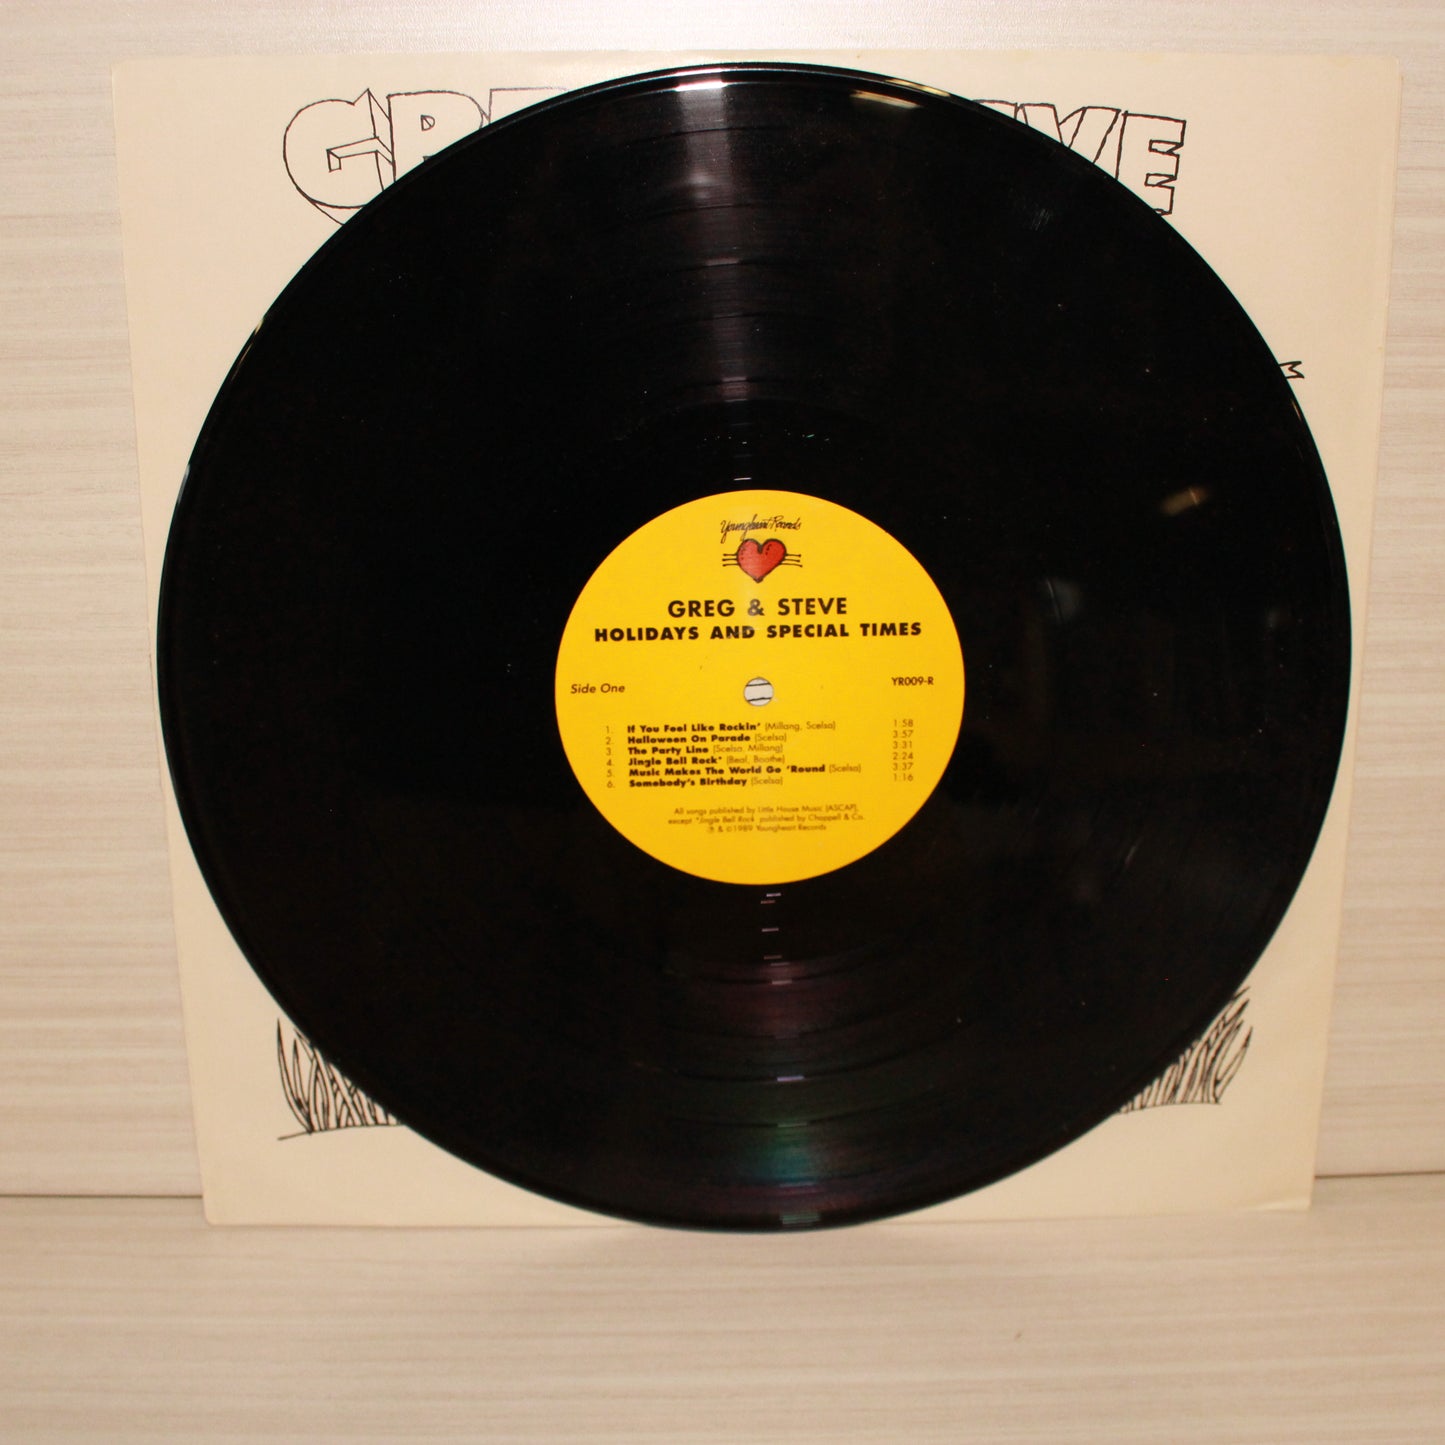 Youngheart Records
GREG & STEVE
HOLIDAYS AND SPECIAL TIMES
Side One
YR009-R
1. If You Feel Like Rockin' (Millang, Scelsa) 1:58
2. Halloween On Parade (Scelsa) 3:57
3. The Party Line (Scelsa, Millang) 3:31
4. Jingle Bell Rock* (Beal, Boothe) 2:24
5. Music Makes The World Go 'Round (Scelsa) 3:37
6. Somebody's Birthday (Scelsa) 1:16
All songs published by Little House Music (ASCAP),
except *Jingle Bell Rock published by Chappell & Co.
℗ & ©1989 Youngheart Records